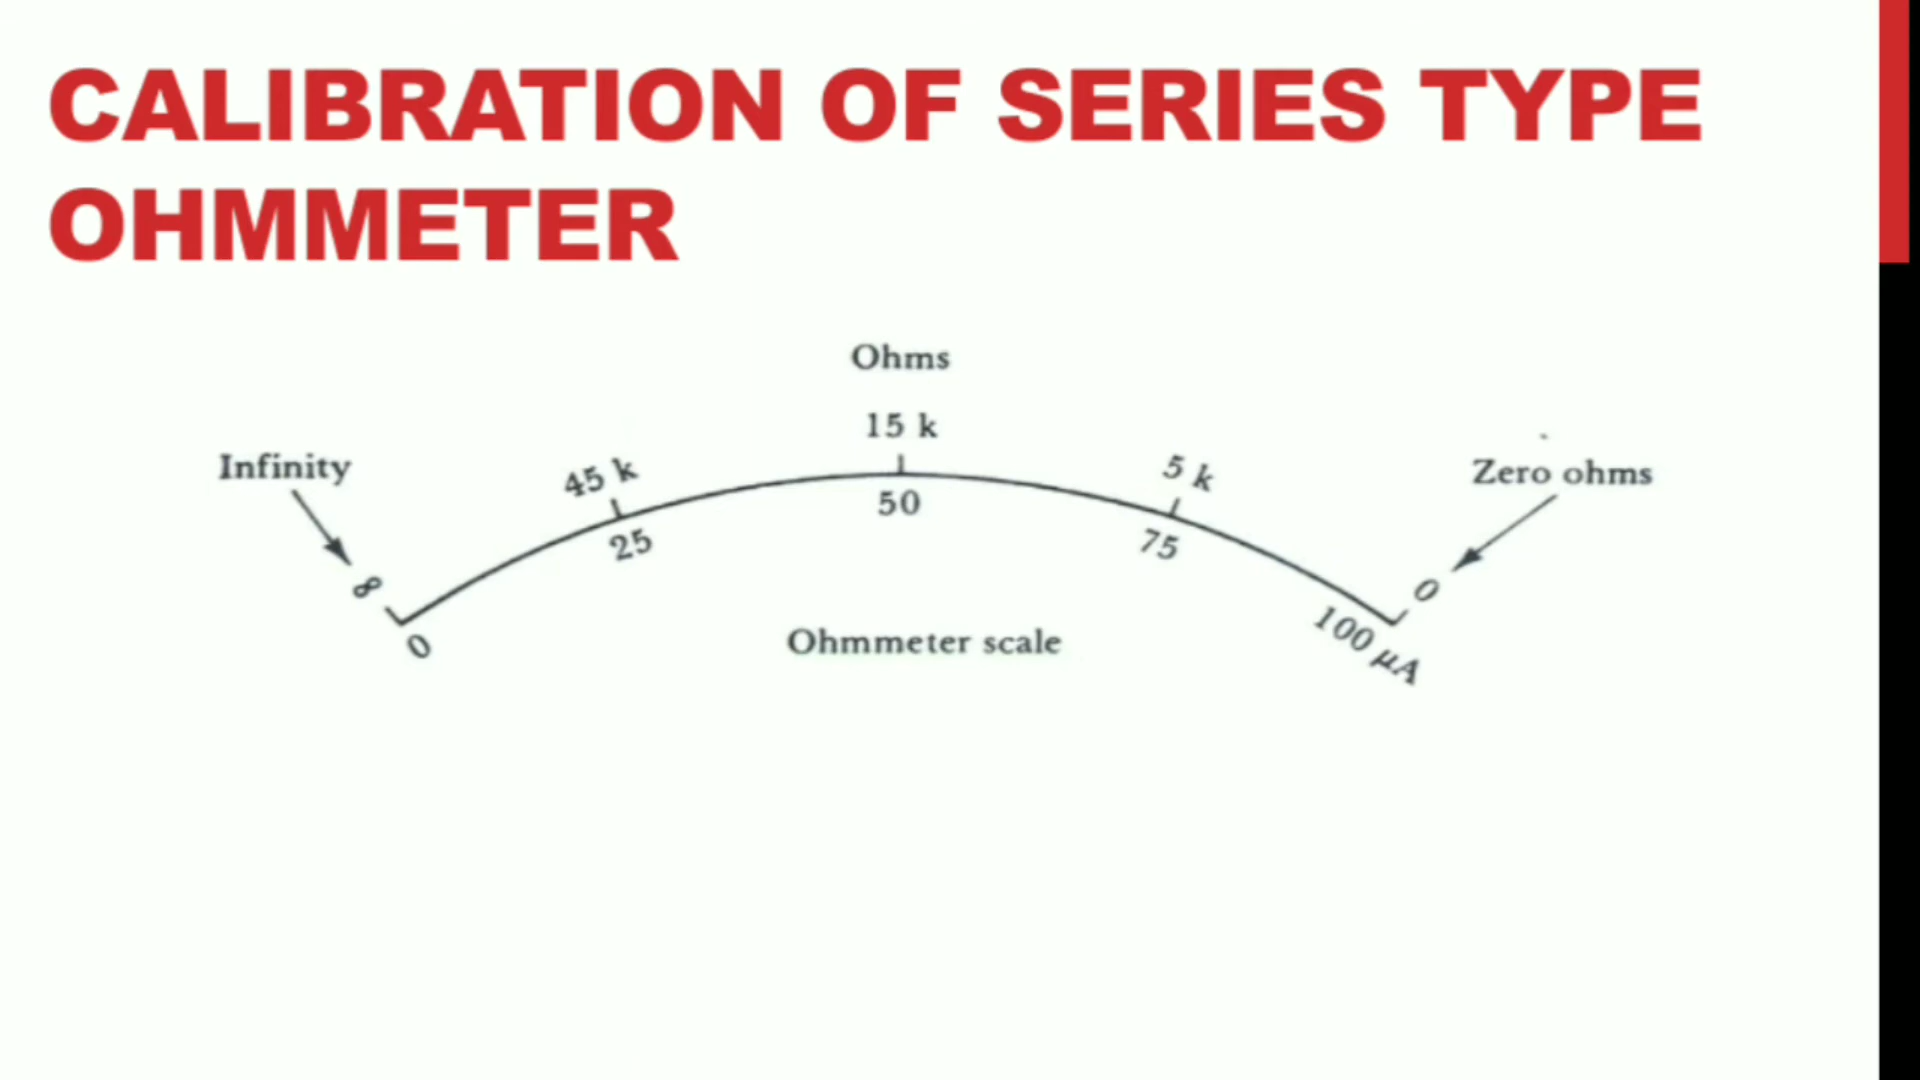 CALIBRATION OF SERIES TYPE
OHMMETER
Ohms
15 k
Infinity
45 k
5 k
Zero ohms
∞
25
50
75
0
0
100 μA
Ohmmeter scale